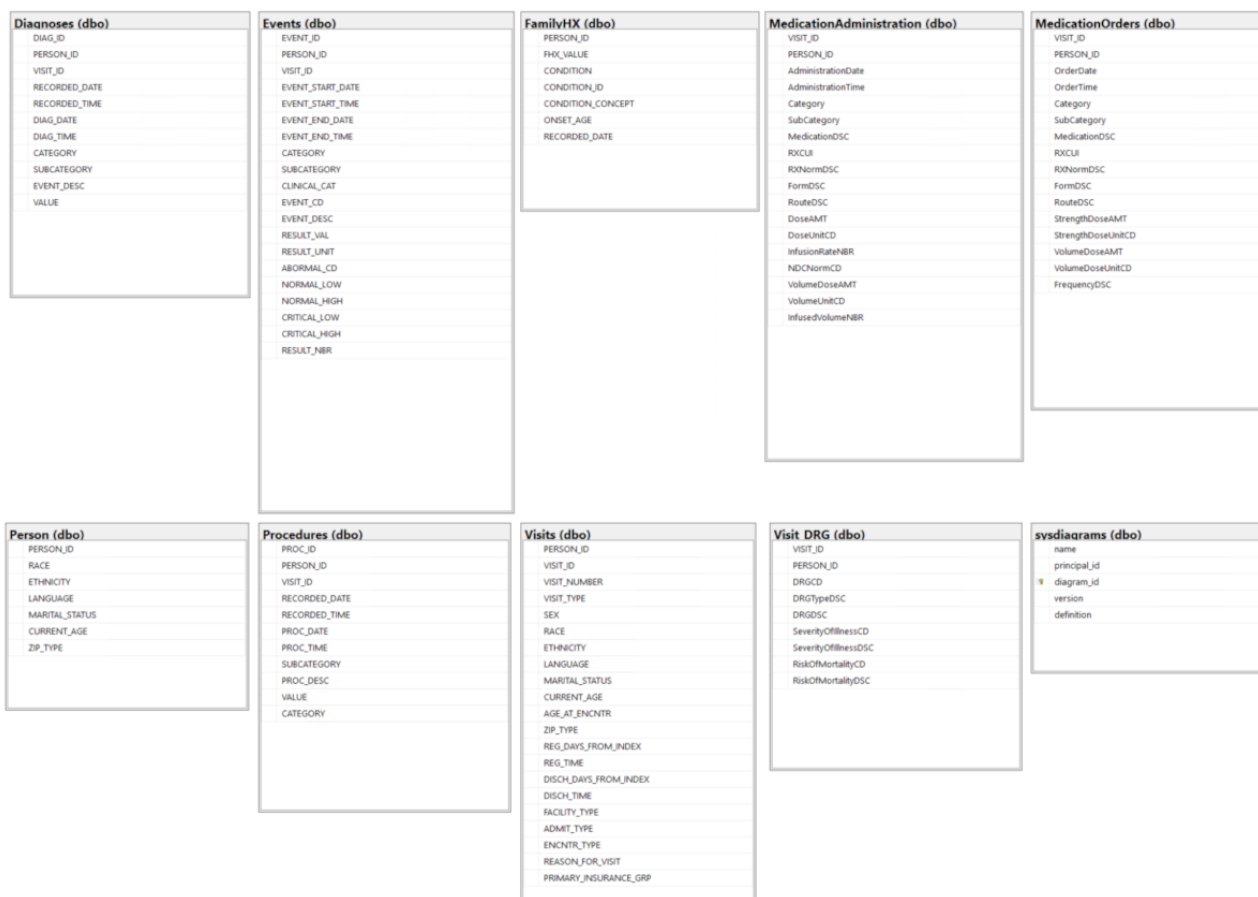 Diagnoses (dbo)
DIAG_ID
PERSON_ID
VISIT_ID
RECORDED_DATE
RECORDED_TIME
DIAG_DATE
DIAG_TIME
CATEGORY
SUBCATEGORY
EVENT_DESC
VALUE
Events (dbo)
EVENT_ID
PERSON_ID
VISIT_ID
EVENT_START_DATE
EVENT_START_TIME
EVENT_END_DATE
EVENT_END_TIME
CATEGORY
SUBCATEGORY
CLINICAL_CAT
EVENT_CD
EVENT_DESC
RESULT_VAL
RESULT_UNIT
ABORMAL_CD
NORMAL_LOW
NORMAL_HIGH
CRITICAL_LOW
CRITICAL_HIGH
RESULT_NBR
FamilyHX (dbo)
PERSON_ID
FHX_VALUE
CONDITION
CONDITION_ID
CONDITION_CONCEPT
ONSET_AGE
RECORDED_DATE
MedicationAdministration (dbo)
VISIT_ID
PERSON_ID
AdministrationDate
AdministrationTime
Category
SubCategory
MedicationDSC
RXCUI
RXNormDSC
FormDSC
RouteDSC
DoseAMT
DoseUnitCD
InfusionRateNBR
NDCNormCD
VolumeDoseAMT
VolumeUnitCD
InfusedVolumeNBR
MedicationOrders (dbo)
VISIT_ID
PERSON_ID
OrderDate
OrderTime
Category
SubCategory
MedicationDSC
RXCUI
RXNormDSC
FormDSC
RouteDSC
StrengthDoseAMT
StrengthDoseUnitCD
VolumeDoseAMT
VolumeDoseUnitCD
FrequencyDSC
Person (dbo)
PERSON_ID
RACE
ETHNICITY
LANGUAGE
MARITAL_STATUS
CURRENT_AGE
ZIP_TYPE
Procedures (dbo)
PROC_ID
PERSON_ID
VISIT_ID
RECORDED_DATE
RECORDED_TIME
PROC_DATE
PROC_TIME
SUBCATEGORY
PROC_DESC
VALUE
CATEGORY
Visits (dbo)
PERSON_ID
VISIT_ID
VISIT_NUMBER
VISIT_TYPE
SEX
RACE
ETHNICITY
LANGUAGE
MARITAL_STATUS
CURRENT_AGE
AGE_AT_ENCNTR
ZIP_TYPE
REG_DAYS_FROM_INDEX
REG_TIME
DISCH_DAYS_FROM_INDEX
DISCH_TIME
FACILITY_TYPE
ADMIT_TYPE
ENCNTR_TYPE
REASON_FOR_VISIT
PRIMARY_INSURANCE_GRP
Visit_DRG (dbo)
VISIT_ID
PERSON_ID
DRGCD
DRGTypeDSC
DRGDSC
SeverityOfIllnessCD
SeverityOfIllnessDSC
RiskOfMortalityCD
RiskOfMortalityDSC
sysdiagrams (dbo)
name
principal_id
diagram_id
version
definition